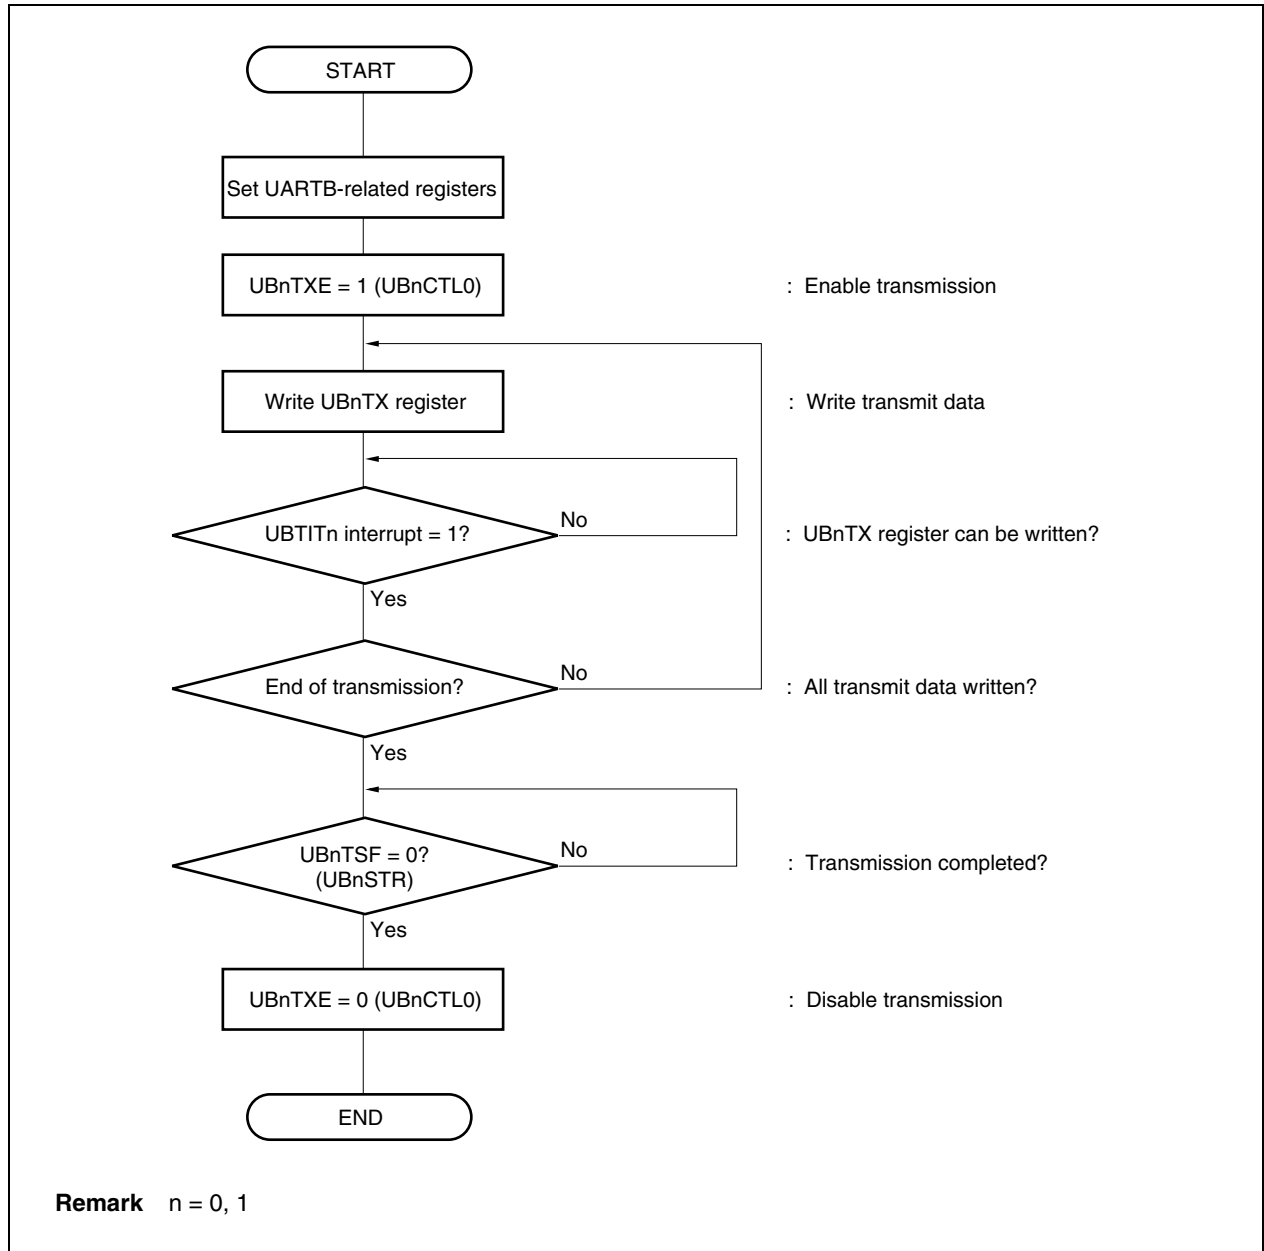 START
Set UARTB-related registers
UBnTXE = 1 (UBnCTL0)
: Enable transmission
Write UBnTX register
: Write transmit data
UBTITn interrupt = 1?
No
: UBnTX register can be written?
Yes
End of transmission?
No
: All transmit data written?
Yes
UBnTSF = 0?
(UBnSTR)
No
: Transmission completed?
Yes
UBnTXE = 0 (UBnCTL0)
: Disable transmission
END
Remark n = 0, 1